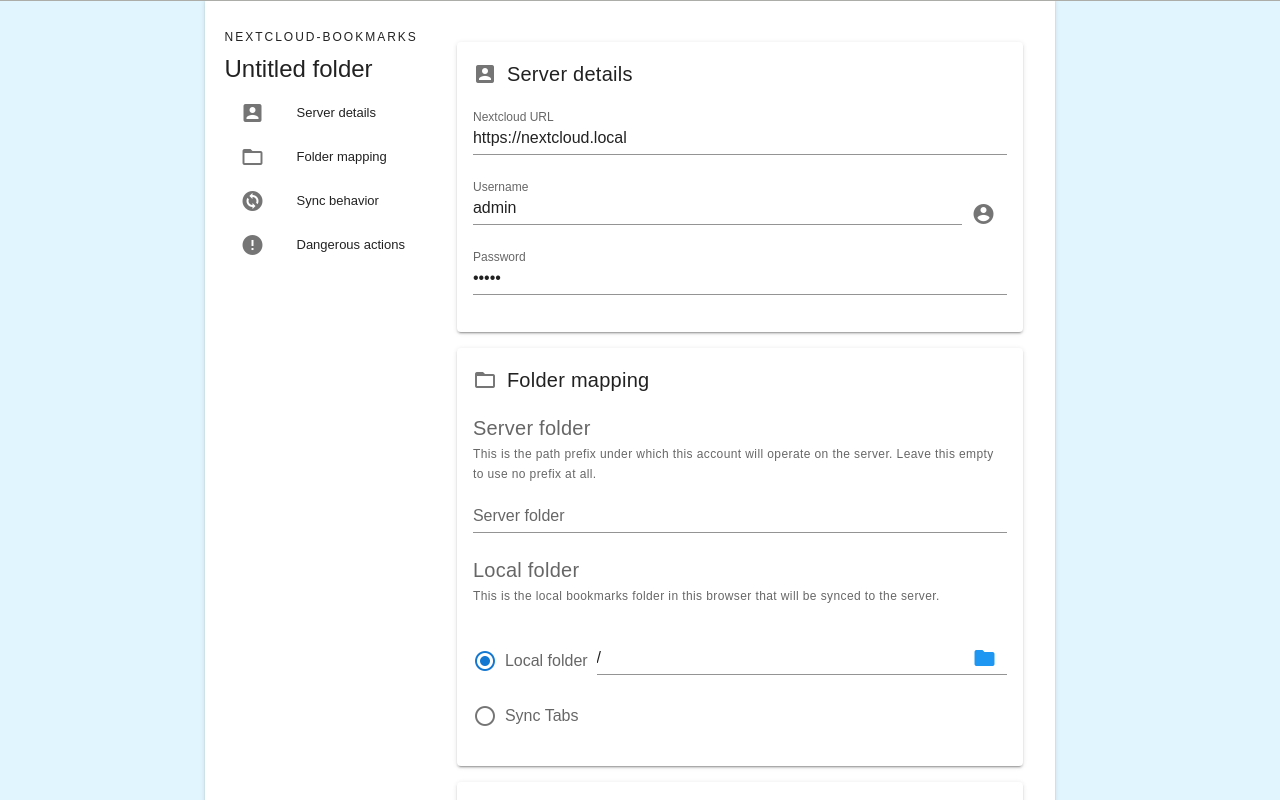 NEXTCLOUD-BOOKMARKS
Untitled folder
Server details
Folder mapping
Sync behavior
Dangerous actions
Server details
Nextcloud URL
https://nextcloud.local
Username
admin
Password
•••••
Folder mapping
Server folder
This is the path prefix under which this account will operate on the server. Leave this empty
to use no prefix at all.
Server folder
Local folder
This is the local bookmarks folder in this browser that will be synced to the server.
Local folder /
Sync Tabs